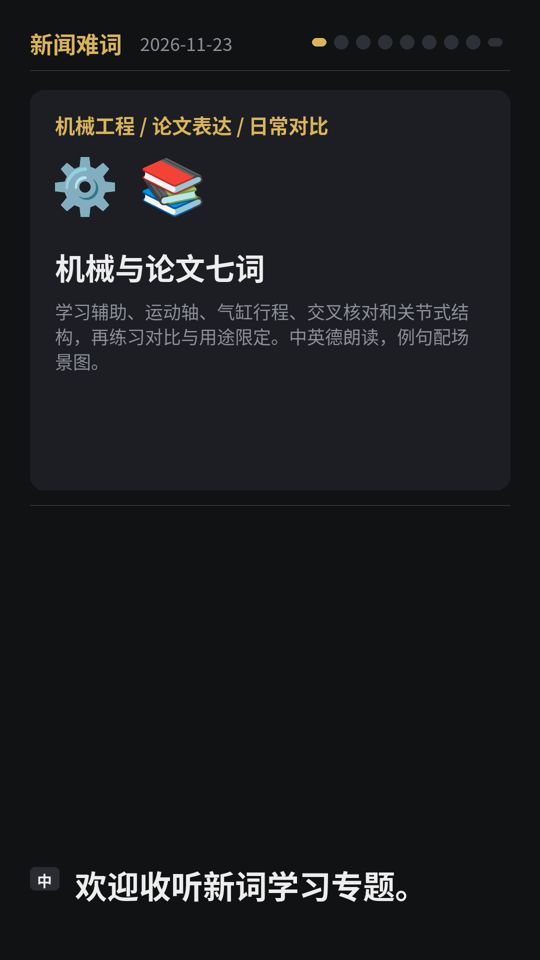 新闻难词 2026-11-23
机械工程 / 论文表达 / 日常对比
机械与论文七词
学习辅助、运动轴、气缸行程、交叉核对和关节式结
构，再练习对比与用途限定。中英德朗读，例句配场
景图。
中 欢迎收听新词学习专题。